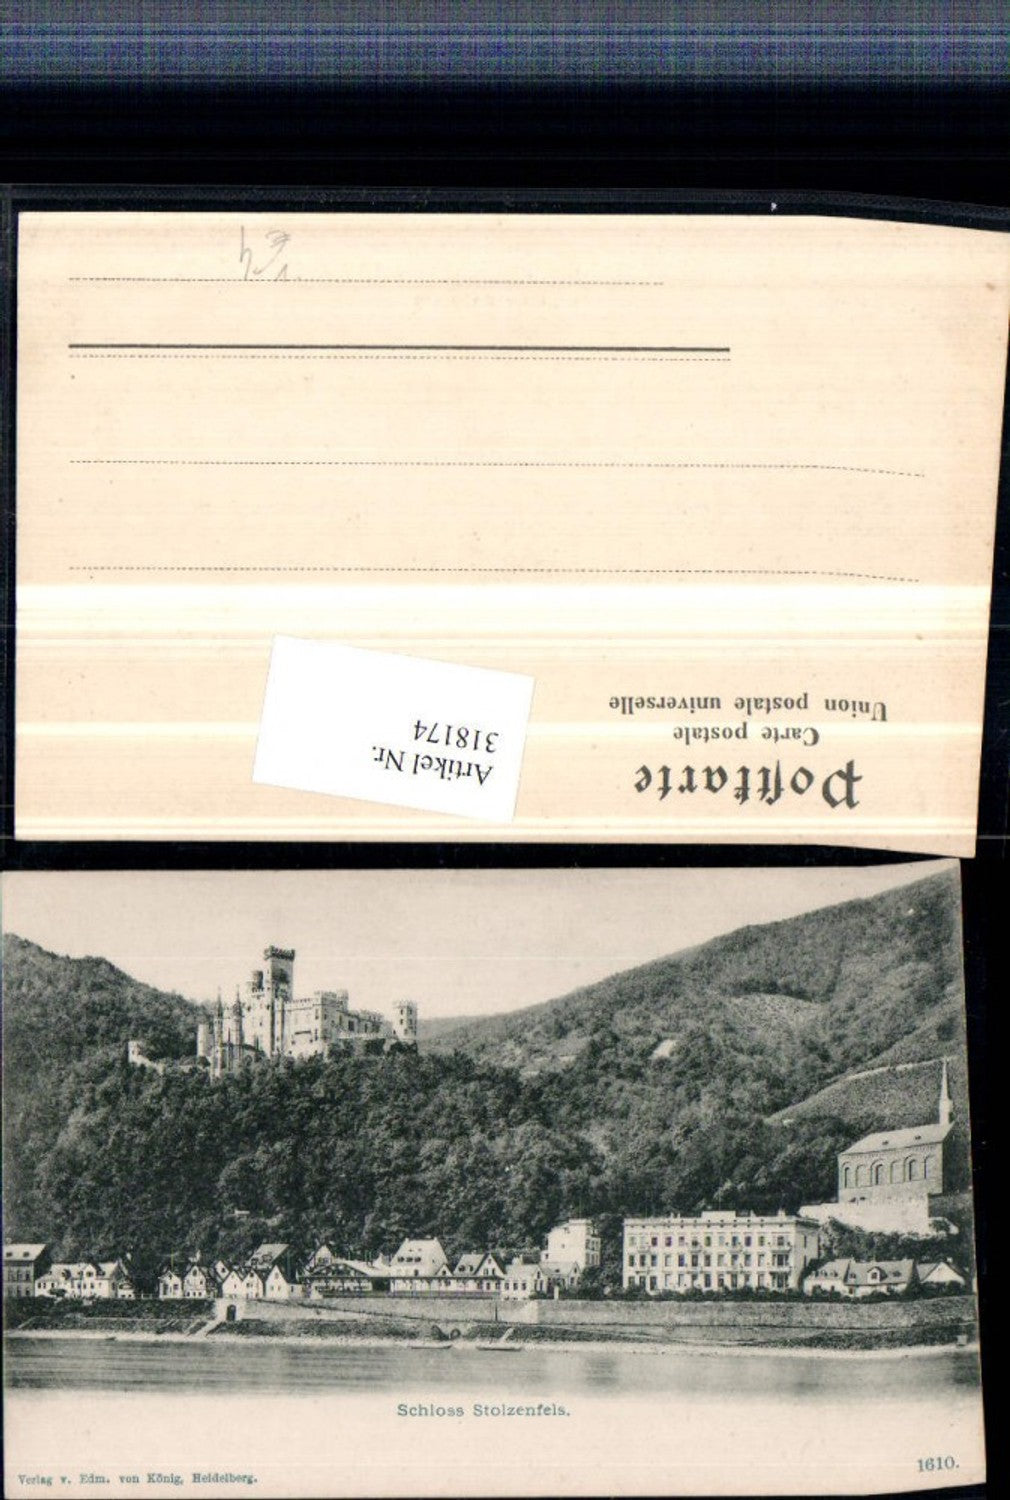 Postkarte
Carte postale
Union postale universelle
Artikel Nr.
318174
Schloss Stolzenfels.
Verlag v. Edm. von König, Heidelberg.
1610.